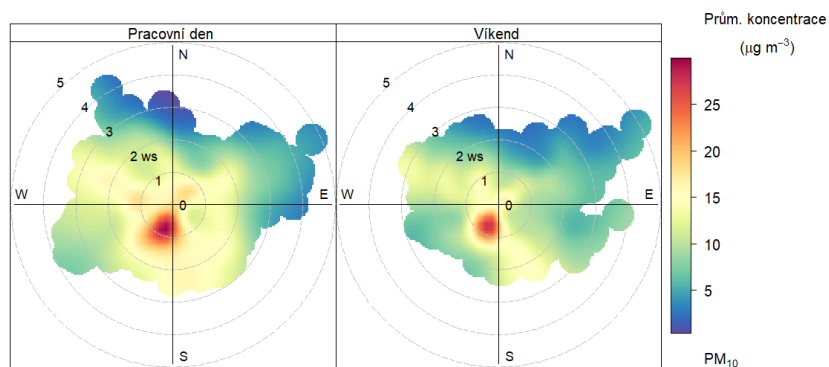 Pracovní den
Víkend
Prům. koncentrace
(μg m⁻³)
N
5
4
3
2 ws
1
0
W
E
S
N
5
4
3
2 ws
1
0
W
E
S
25
20
15
10
5
PM₁₀